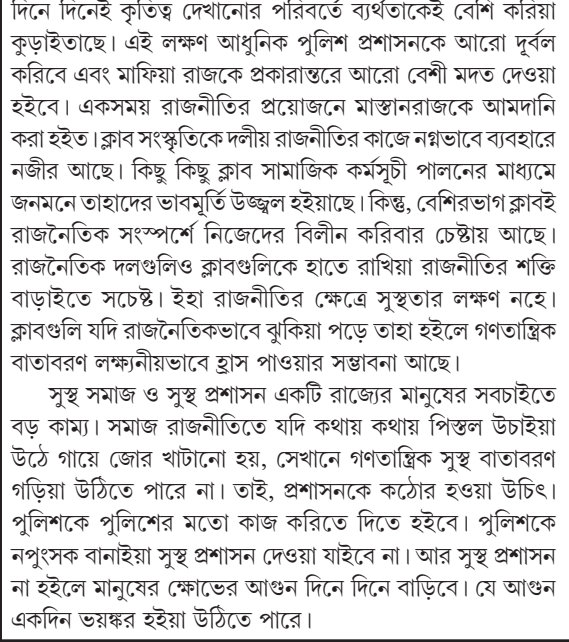 দিনে দিনেই কৃতিত্ব দেখানোর পরিবর্তে ব্যর্থতাকেই বেশি করিয়া
কুড়াইতাছে। এই লক্ষণ আধুনিক পুলিশ প্রশাসনকে আরো দুর্বল
করিবে এবং মাফিয়া রাজকে প্রকারান্তরে আরো বেশী মদত দেওয়া
হইবে। একসময় রাজনীতির প্রয়োজনে মাস্তানরাজকে আমদানি
করা হইত। ক্লাব সংস্কৃতিকে দলীয় রাজনীতির কাজে নগ্নভাবে ব্যবহারে
নজীর আছে। কিছু কিছু ক্লাব সামাজিক কর্মসূচী পালনের মাধ্যমে
জনমনে তাহাদের ভাবমূর্তি উজ্জ্বল হইয়াছে। কিন্তু, বেশিরভাগ ক্লাবই
রাজনৈতিক সংস্পর্শে নিজেদের বিলীন করিবার চেষ্টায় আছে।
রাজনৈতিক দলগুলিও ক্লাবগুলিকে হাতে রাখিয়া রাজনীতির শক্তি
বাড়াইতে সচেষ্ট। ইহা রাজনীতির ক্ষেত্রে সুস্থতার লক্ষণ নহে।
ক্লাবগুলি যদি রাজনৈতিকভাবে ঝুকিয়া পড়ে তাহা হইলে গণতান্ত্রিক
বাতাবরণ লক্ষ্যনীয়ভাবে হ্রাস পাওয়ার সম্ভাবনা আছে।
সুস্থ সমাজ ও সুস্থ প্রশাসন একটি রাজ্যের মানুষের সবচাইতে
বড় কাম্য। সমাজ রাজনীতিতে যদি কথায় কথায় পিস্তল উচাইয়া
উঠে গায়ে জোর খাটানো হয়, সেখানে গণতান্ত্রিক সুস্থ বাতাবরণ
গড়িয়া উঠিতে পারে না। তাই, প্রশাসনকে কঠোর হওয়া উচিৎ।
পুলিশকে পুলিশের মতো কাজ করিতে দিতে হইবে। পুলিশকে
নপুংসক বানাইয়া সুস্থ প্রশাসন দেওয়া যাইবে না। আর সুস্থ প্রশাসন
না হইলে মানুষের ক্ষোভের আগুন দিনে দিনে বাড়িবে। যে আগুন
একদিন ভয়ঙ্কর হইয়া উঠিতে পারে।